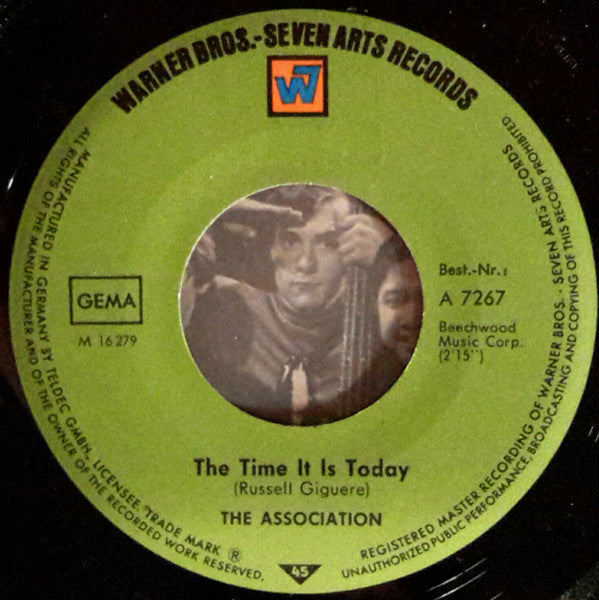 WARNER BROS.-SEVEN ARTS RECORDS
W7
GEMA
M 16279
Best.-Nr.:
A 7267
Beechwood
Music Corp.
(2'15")
The Time It Is Today
(Russell Giguere)
THE ASSOCIATION
45
MANUFACTURED IN GERMANY BY TELDEC GMBH., LICENSEE. TRADE MARK ®
ALL RIGHTS OF THE MANUFACTURER AND OF THE OWNER OF THE RECORDED WORK RESERVED.
REGISTERED MASTER RECORDING OF WARNER BROS. - SEVEN ARTS RECORDS
UNAUTHORIZED PUBLIC PERFORMANCE, BROADCASTING AND COPYING OF THIS RECORD PROHIBITED